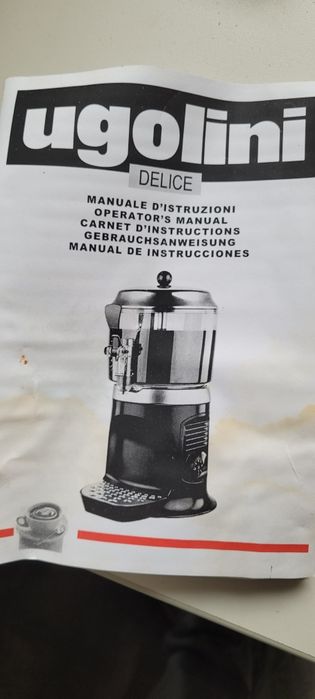 ugolini
DELICE
MANUALE D'ISTRUZIONI
OPERATOR'S MANUAL
CARNET D'INSTRUCTIONS
GEBRAUCHSANWEISUNG
MANUAL DE INSTRUCCIONES